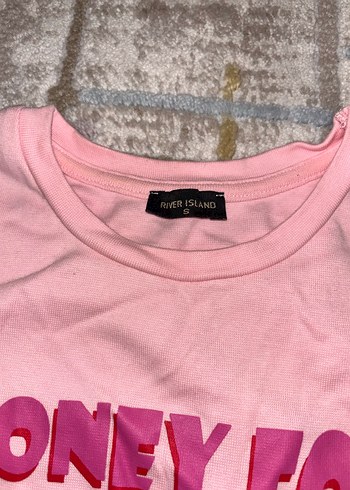 RIVER ISLAND
S
ONEY FO